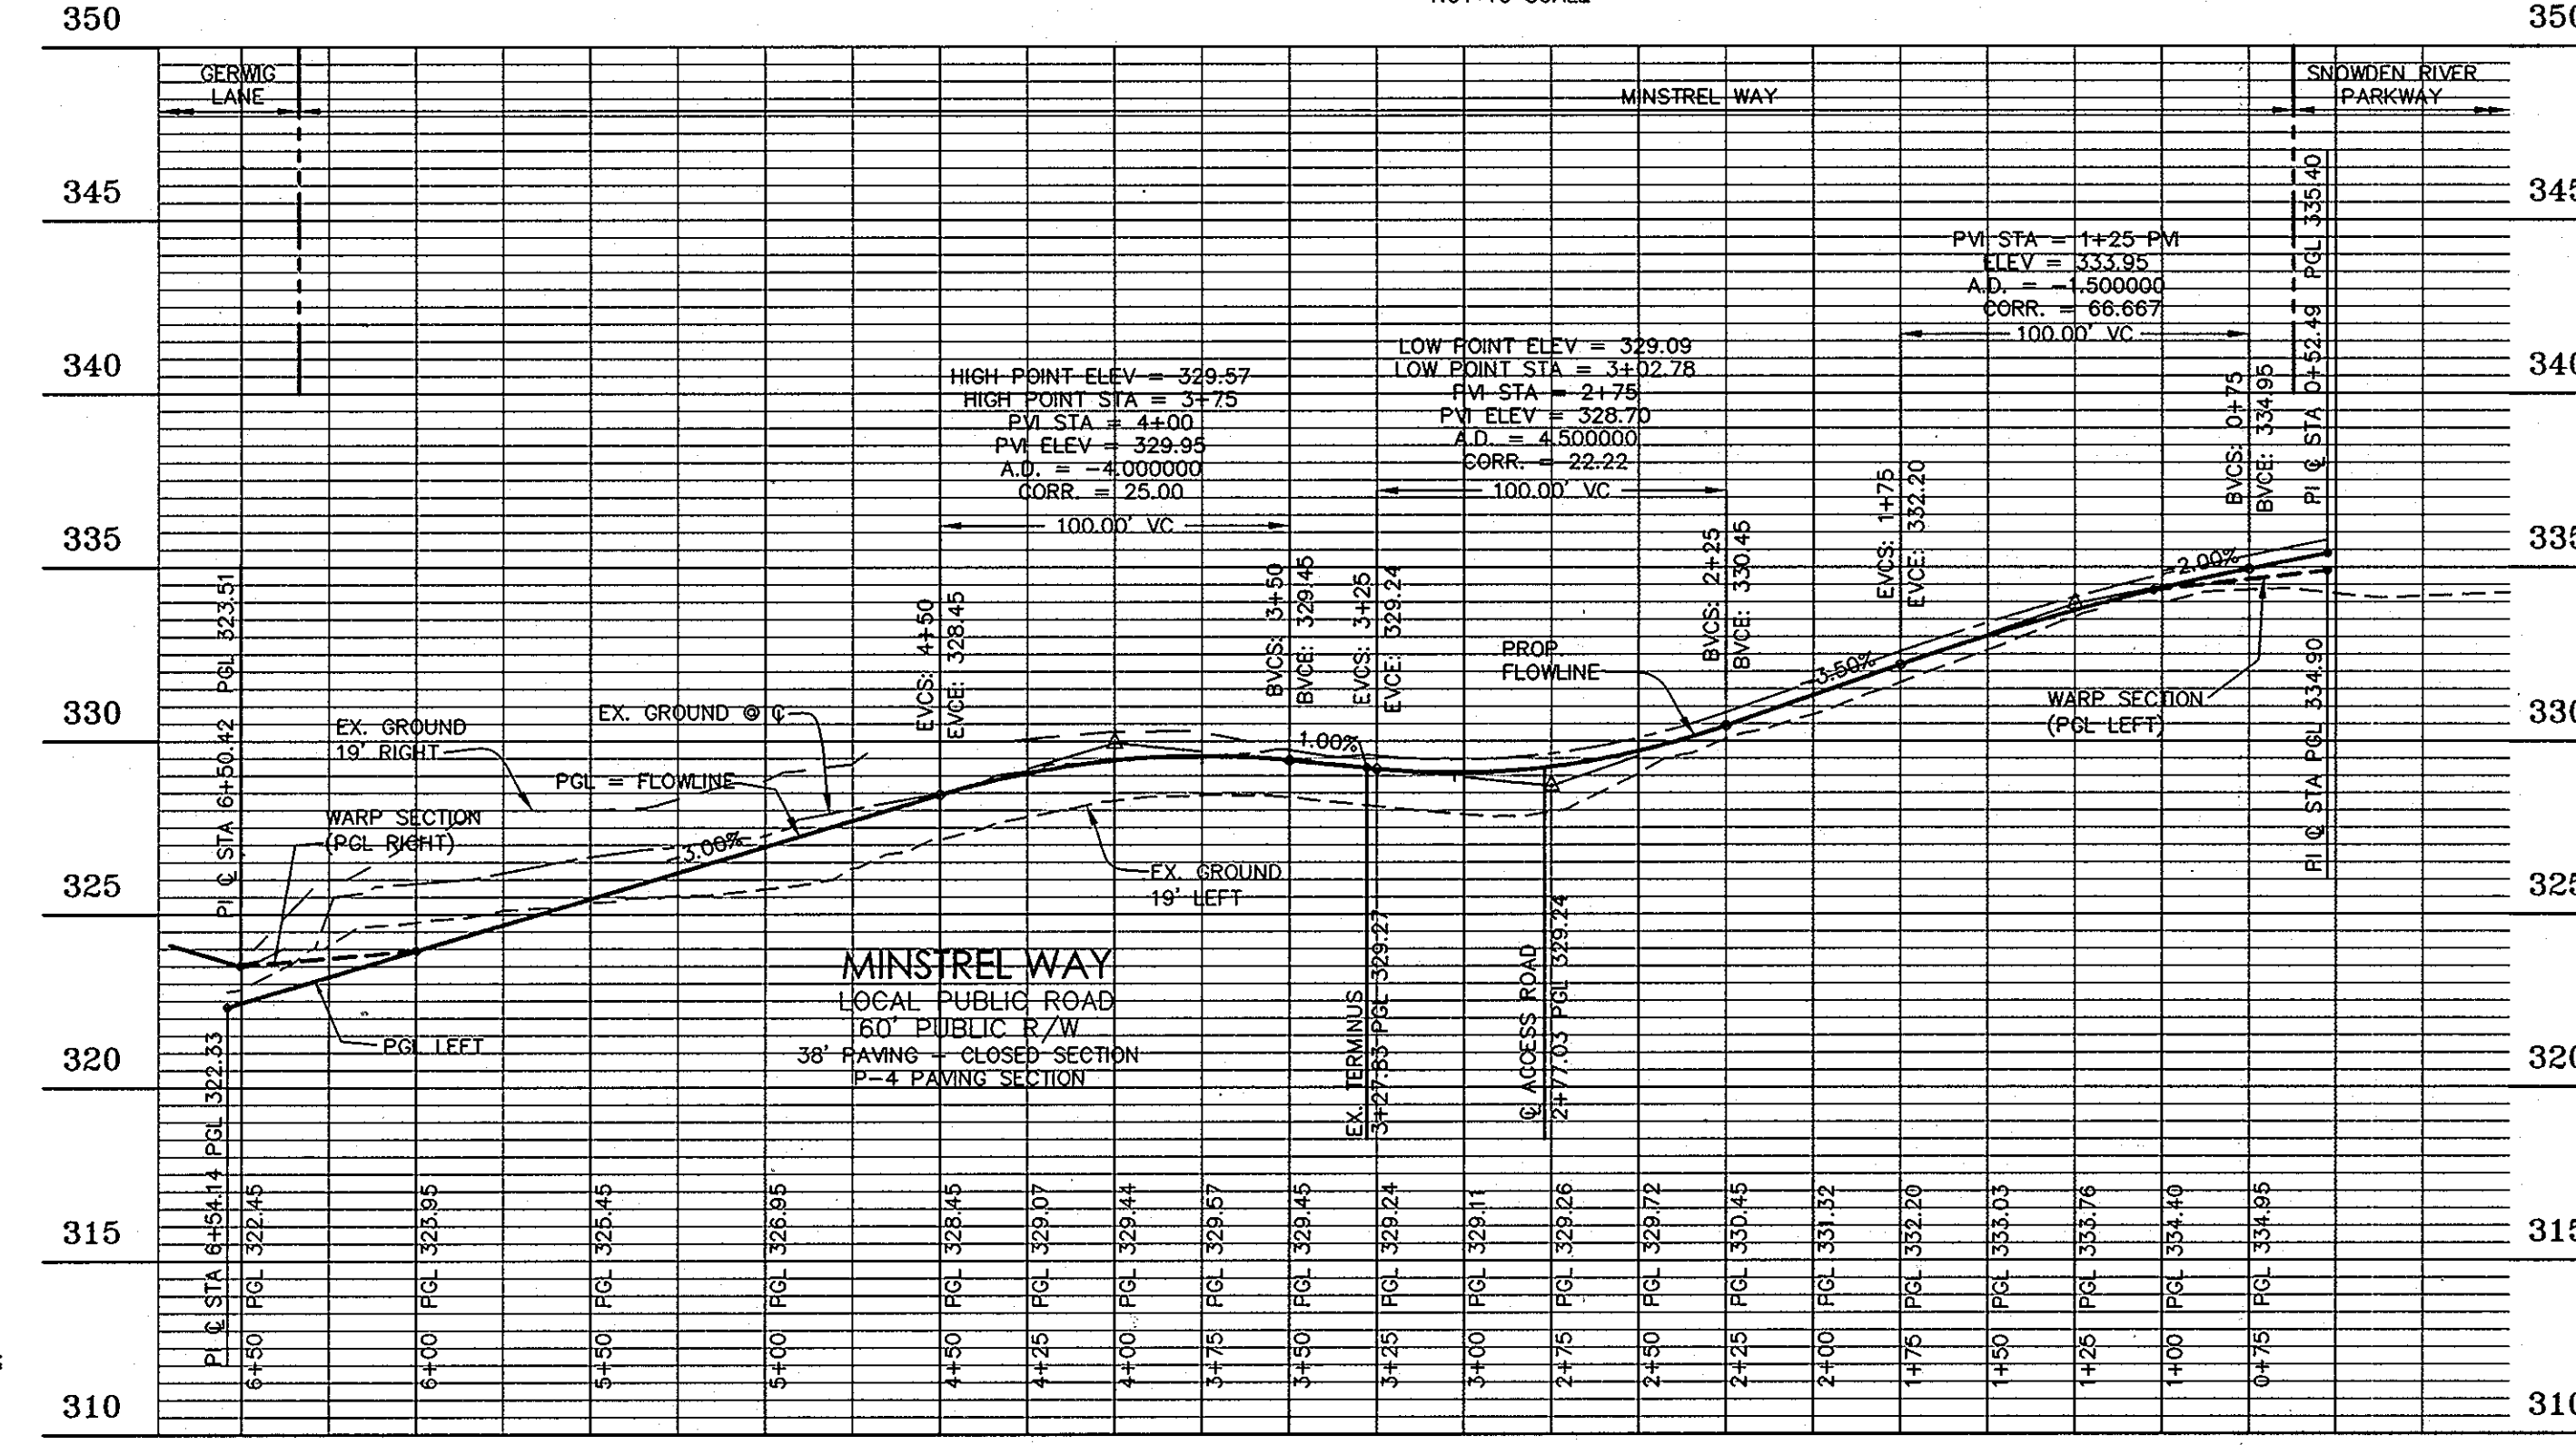 350
350
GERWIG
LANE
MINSTREL WAY
SNOWDEN RIVER
PARKWAY
345
345
340
340
335
335
330
330
325
325
320
320
315
315
310
310
HIGH POINT ELEV = 329.57
HIGH POINT STA = 3+75
PVI STA = 4+00
PVI ELEV = 329.95
A.D. = -4.000000
CORR. = 25.00
100.00' VC
LOW POINT ELEV = 329.09
LOW POINT STA = 3+02.78
PVI STA = 2+75
PVI ELEV = 328.70
A.D. = 4.500000
CORR. = 22.22
100.00' VC
PVI STA = 1+25 PVI
ELEV = 333.95
A.D. = -1.500000
CORR. = 66.667
100.00' VC
PI ℄ STA 6+50.42 PGL 323.51
EVCS: 4+50
EVCE: 328.45
BVCS: 3+50
BVCE: 329.45
EVCS: 3+25
EVCE: 329.24
BVCS: 2+25
BVCE: 330.45
EVCS: 1+75
EVCE: 332.20
BVCS: 0+75
BVCE: 334.95
PI ℄ STA 0+52.49 PGL 335.40
PI ℄ STA PGL 334.90
EX. GROUND
19' RIGHT
EX. GROUND @ ℄
PGL = FLOWLINE
WARP SECTION
(PGL RIGHT)
3.00%
1.00%
3.50%
2.00%
PROP.
FLOWLINE
WARP SECTION
(PGL LEFT)
EX. GROUND
19' LEFT
PGL LEFT
MINSTREL WAY
LOCAL PUBLIC ROAD
60' PUBLIC R/W
38' PAVING - CLOSED SECTION
P-4 PAVING SECTION
EX. TERMINUS
3+27.83 PGL 329.27
℄ ACCESS ROAD
2+77.03 PGL 329.24
PI ℄ STA 6+54.14 PGL 322.33
6+50 PGL 322.45
6+00 PGL 323.95
5+50 PGL 325.45
5+00 PGL 326.95
4+50 PGL 328.45
4+25 PGL 329.07
4+00 PGL 329.44
3+75 PGL 329.57
3+50 PGL 329.45
3+25 PGL 329.24
3+00 PGL 329.11
2+75 PGL 329.26
2+50 PGL 329.72
2+25 PGL 330.45
2+00 PGL 331.32
1+75 PGL 332.20
1+50 PGL 333.03
1+25 PGL 333.76
1+00 PGL 334.40
0+75 PGL 334.95